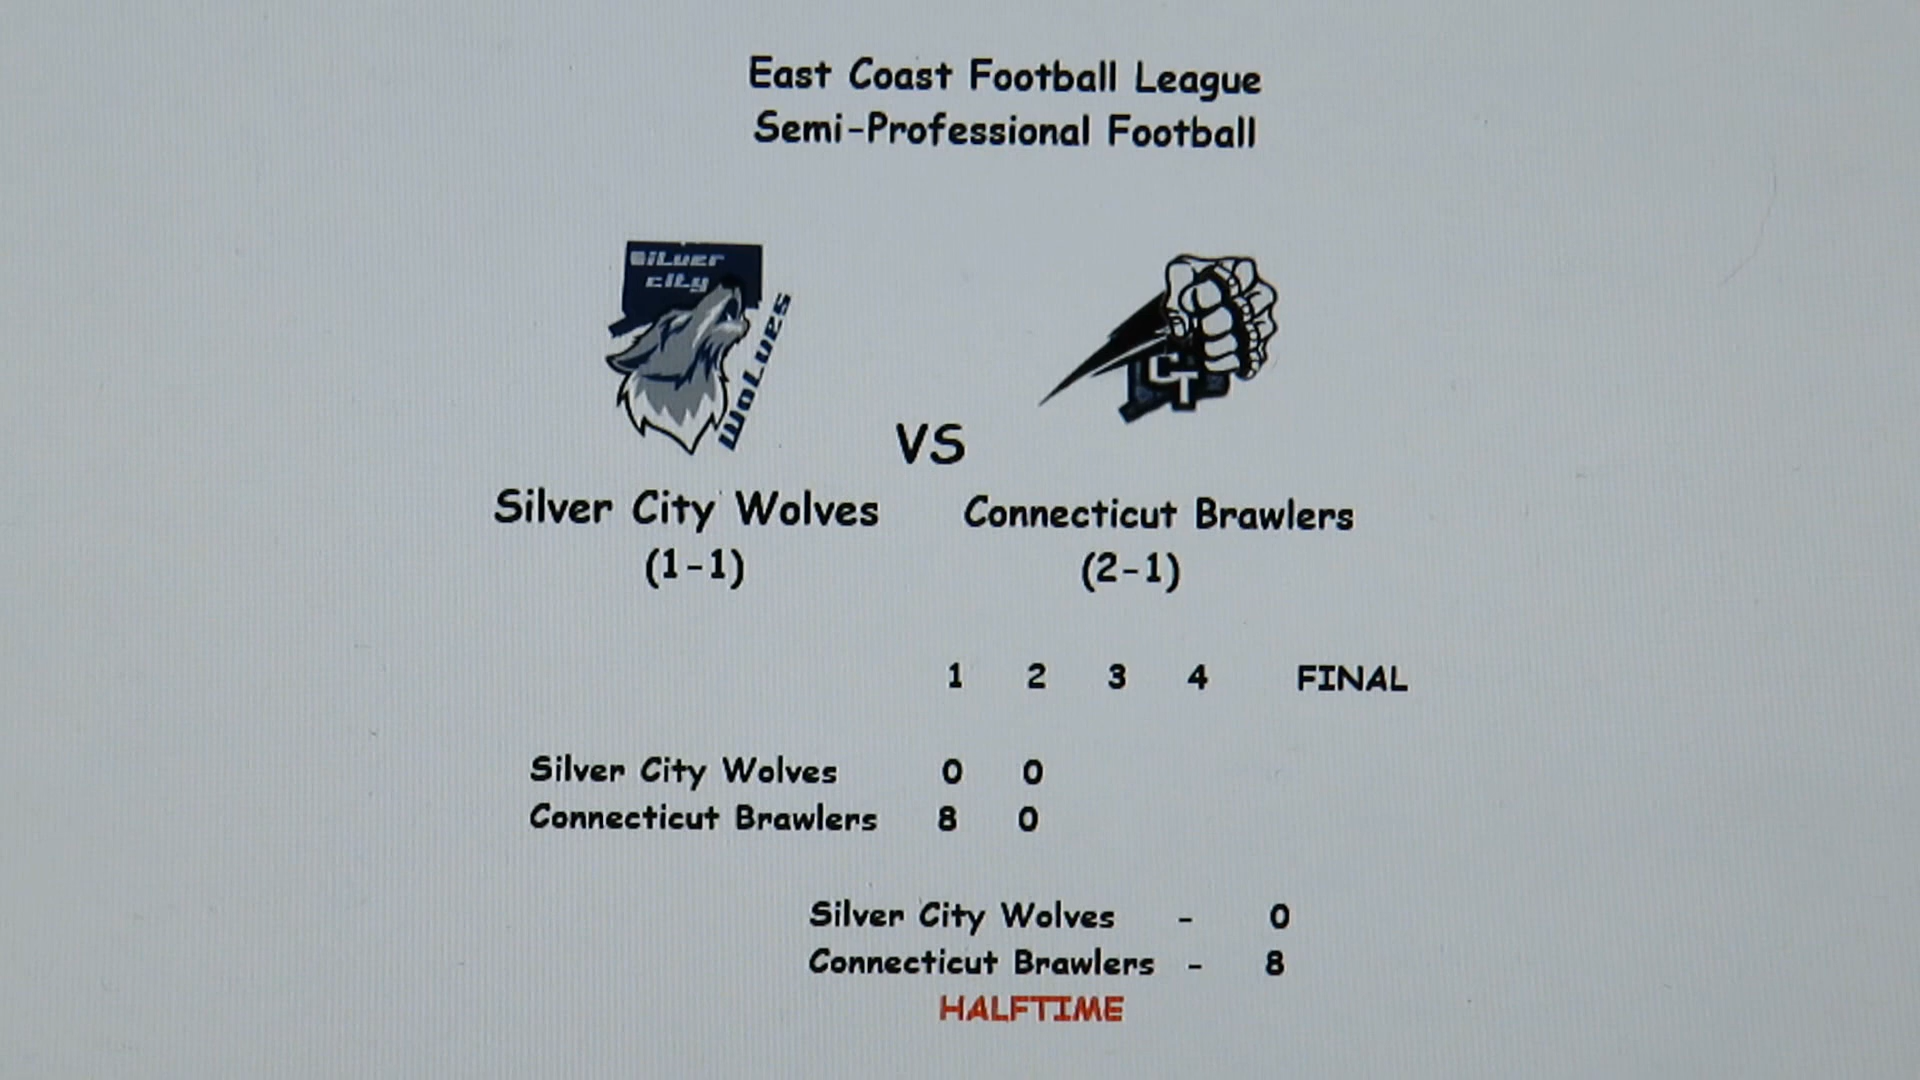 East Coast Football League
Semi-Professional Football
SiLver
city
WoLves
CT
VS
Silver City Wolves
(1-1)
Connecticut Brawlers
(2-1)
1 2 3 4 FINAL
Silver City Wolves 0 0
Connecticut Brawlers 8 0
Silver City Wolves - 0
Connecticut Brawlers - 8
HALFTIME